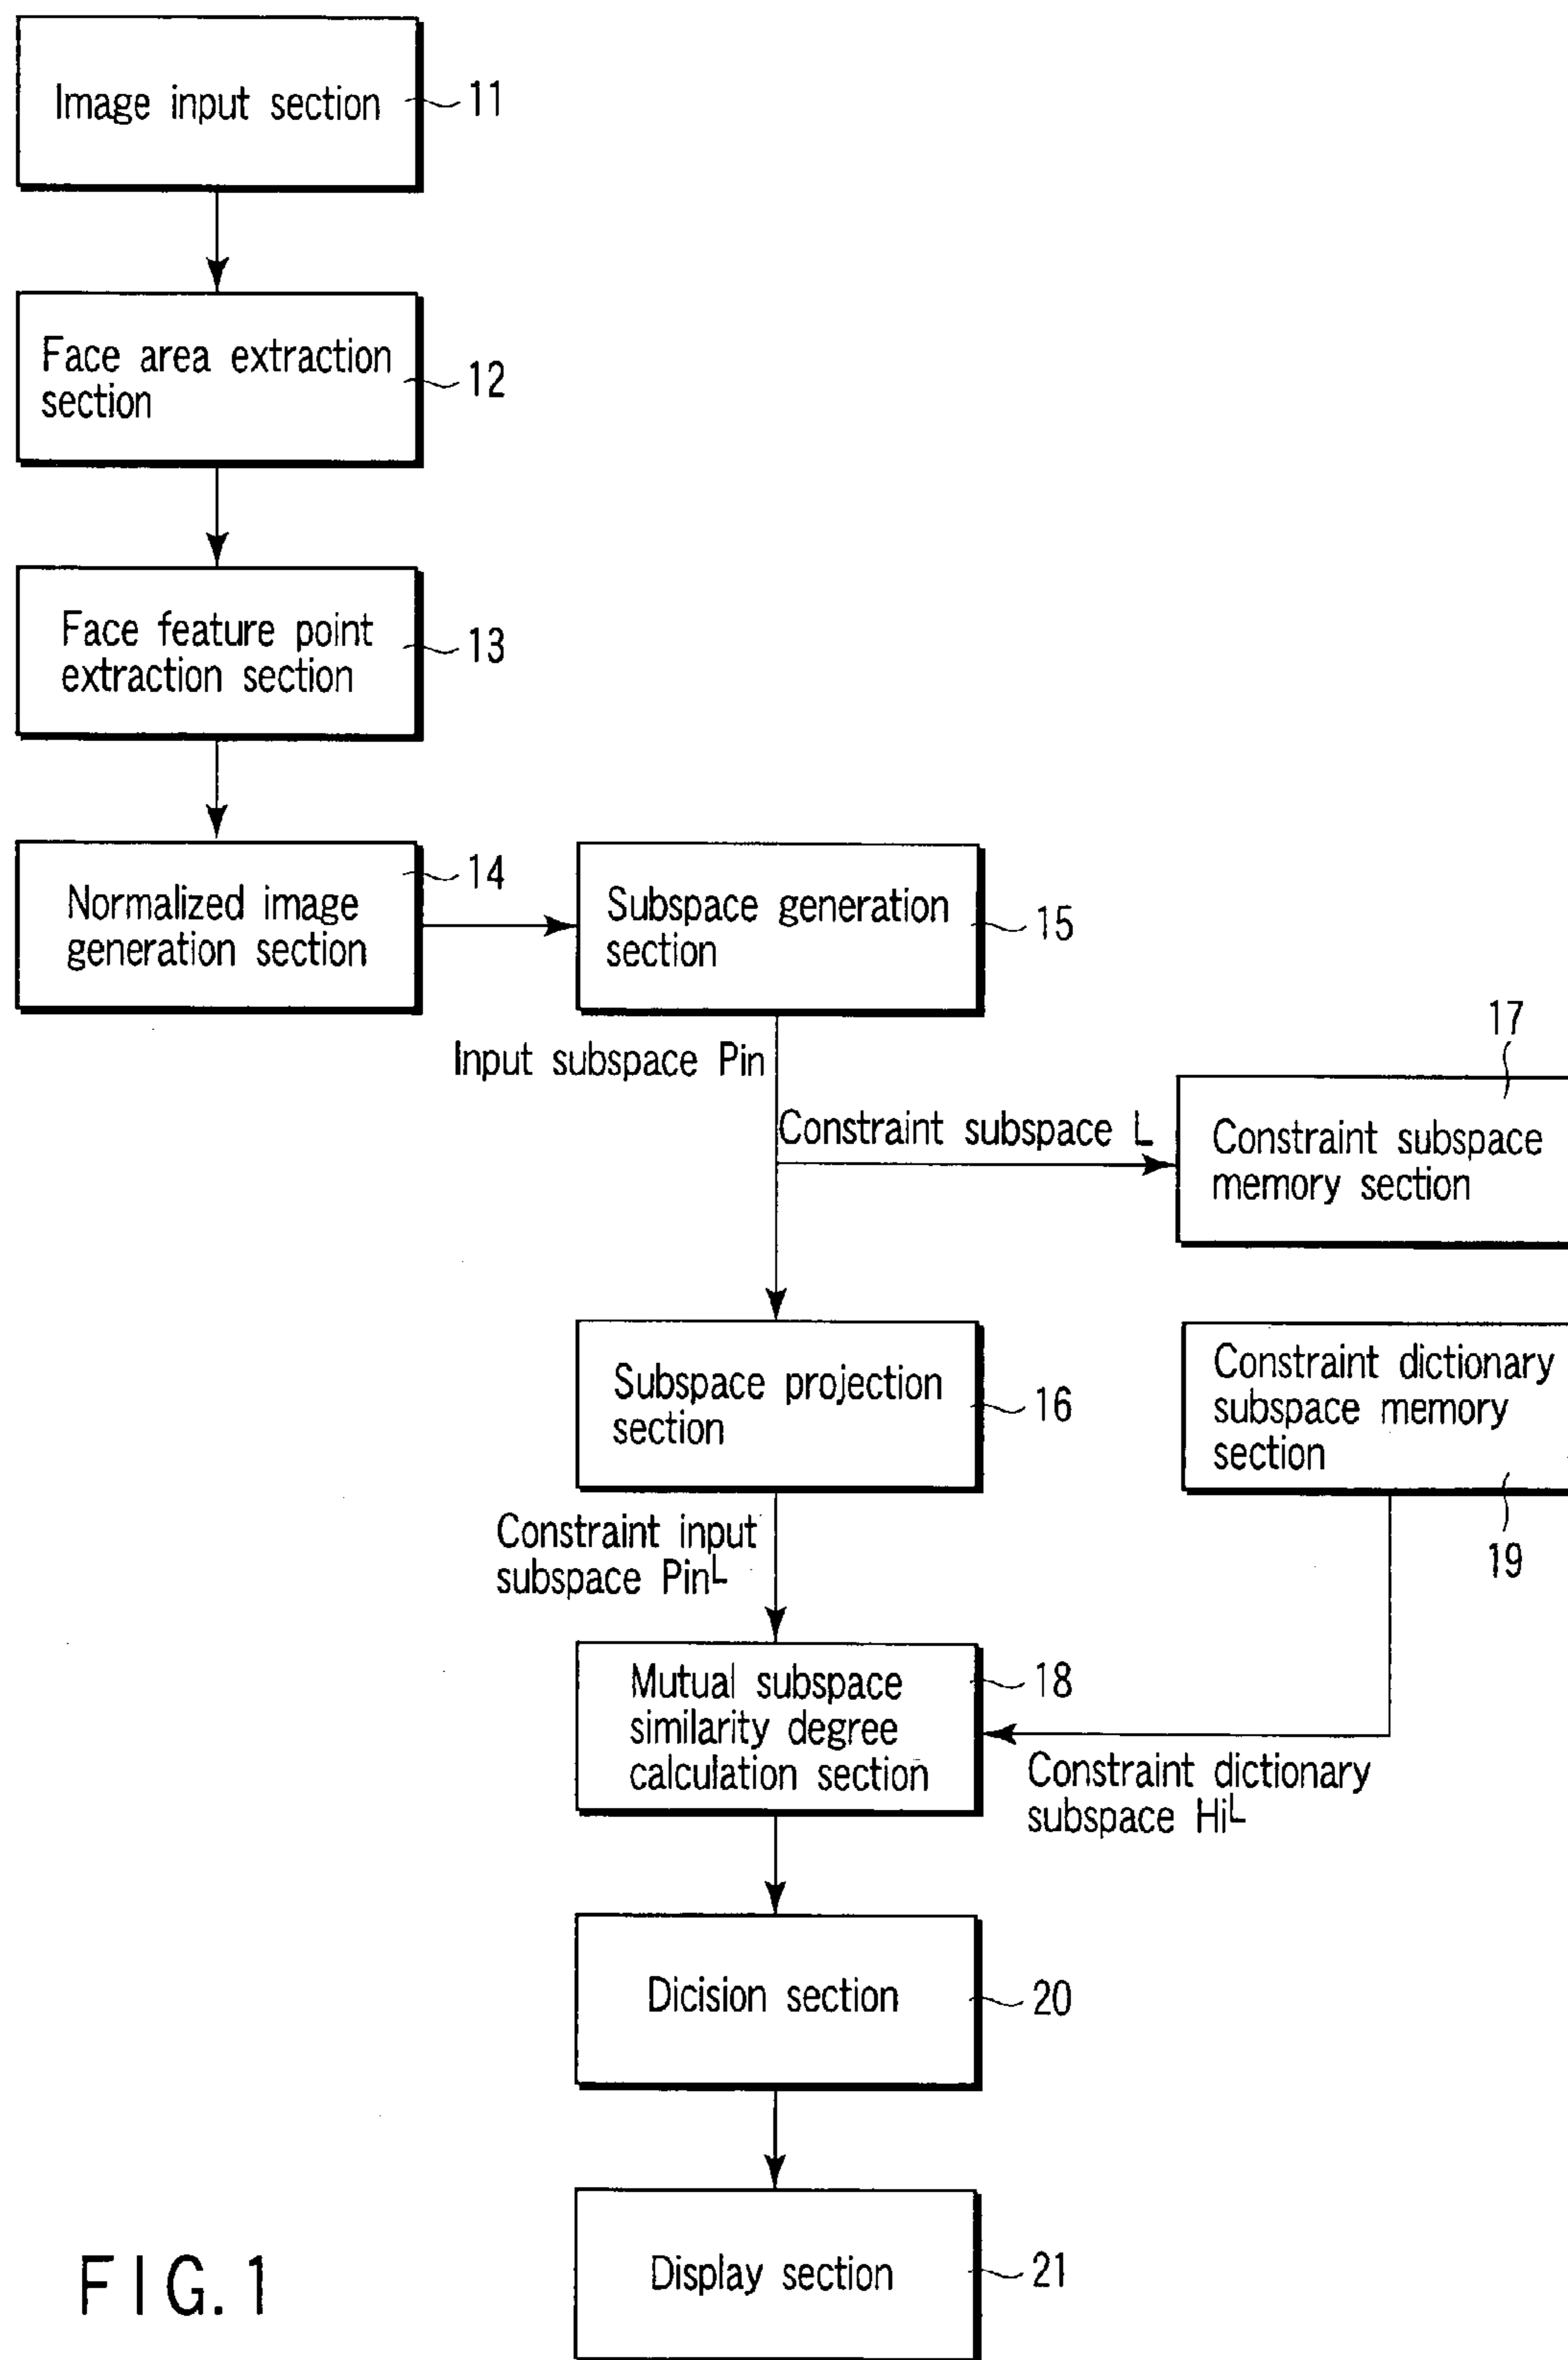 Image input section
11
Face area extraction
section
12
Face feature point
extraction section
13
Normalized image
generation section
14
Subspace generation
section
15
Input subspace Pin
Constraint subspace L
17
Constraint subspace
memory section
Subspace projection
section
16
Constraint dictionary
subspace memory
section
19
Constraint input
subspace Pin^L
Mutual subspace
similarity degree
calculation section
18
Constraint dictionary
subspace Hi^L
Dicision section
20
Display section
21
FIG. 1